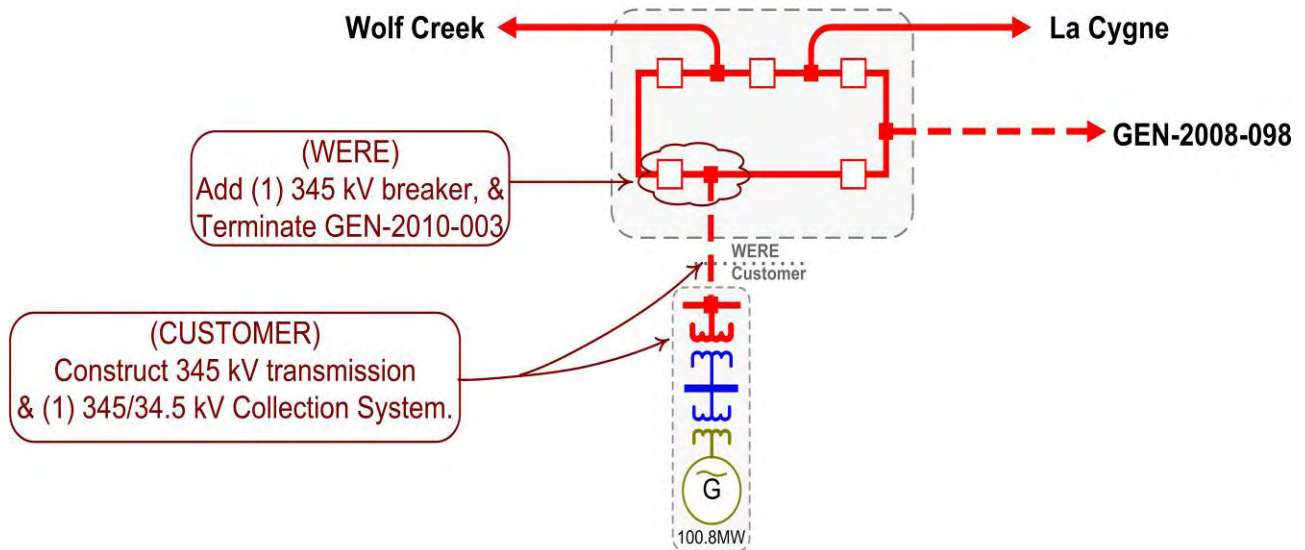 Wolf Creek
La Cygne
GEN-2008-098
(WERE)
Add (1) 345 kV breaker, &
Terminate GEN-2010-003
WERE
Customer
(CUSTOMER)
Construct 345 kV transmission
& (1) 345/34.5 kV Collection System.
G
100.8MW